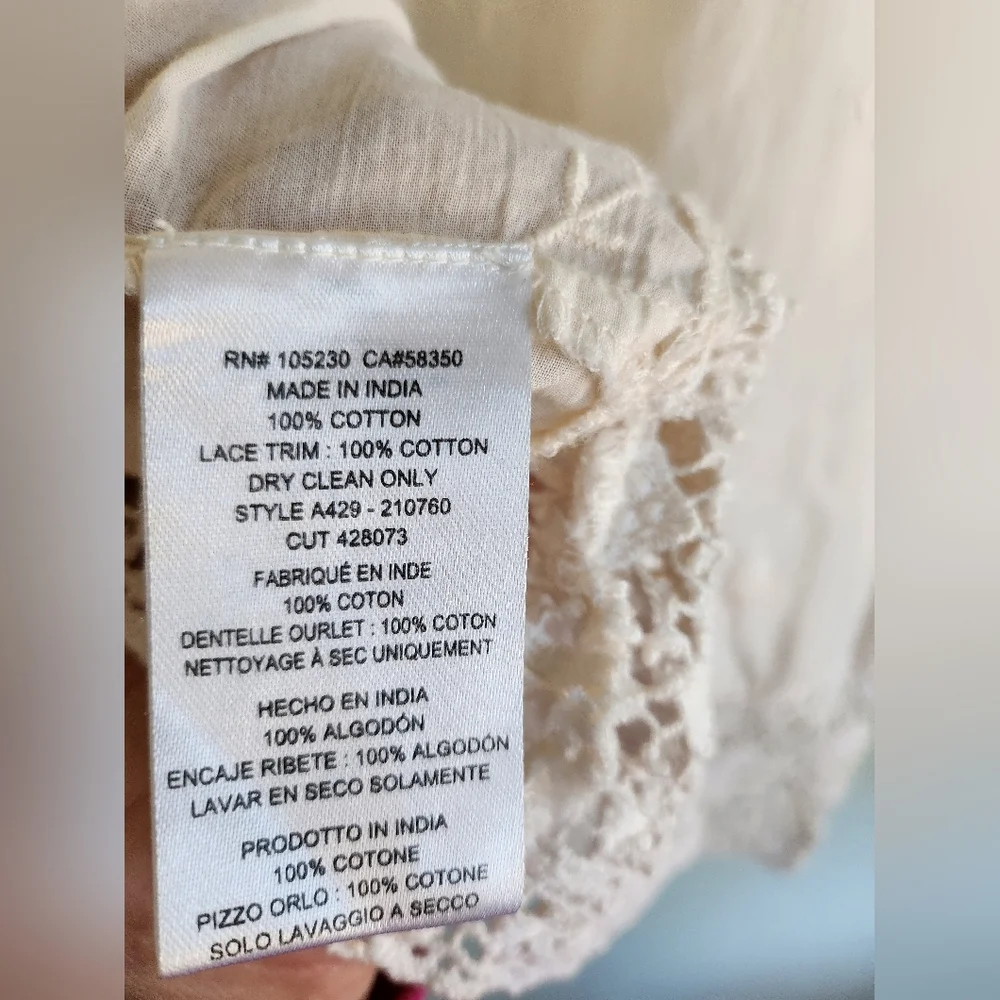 RN# 105230 CA#58350
MADE IN INDIA
100% COTTON
LACE TRIM : 100% COTTON
DRY CLEAN ONLY
STYLE A429 - 210760
CUT 428073
FABRIQUÉ EN INDE
100% COTON
DENTELLE OURLET : 100% COTON
NETTOYAGE À SEC UNIQUEMENT
HECHO EN INDIA
100% ALGODÓN
ENCAJE RIBETE : 100% ALGODÓN
LAVAR EN SECO SOLAMENTE
PRODOTTO IN INDIA
100% COTONE
PIZZO ORLO : 100% COTONE
SOLO LAVAGGIO A SECCO